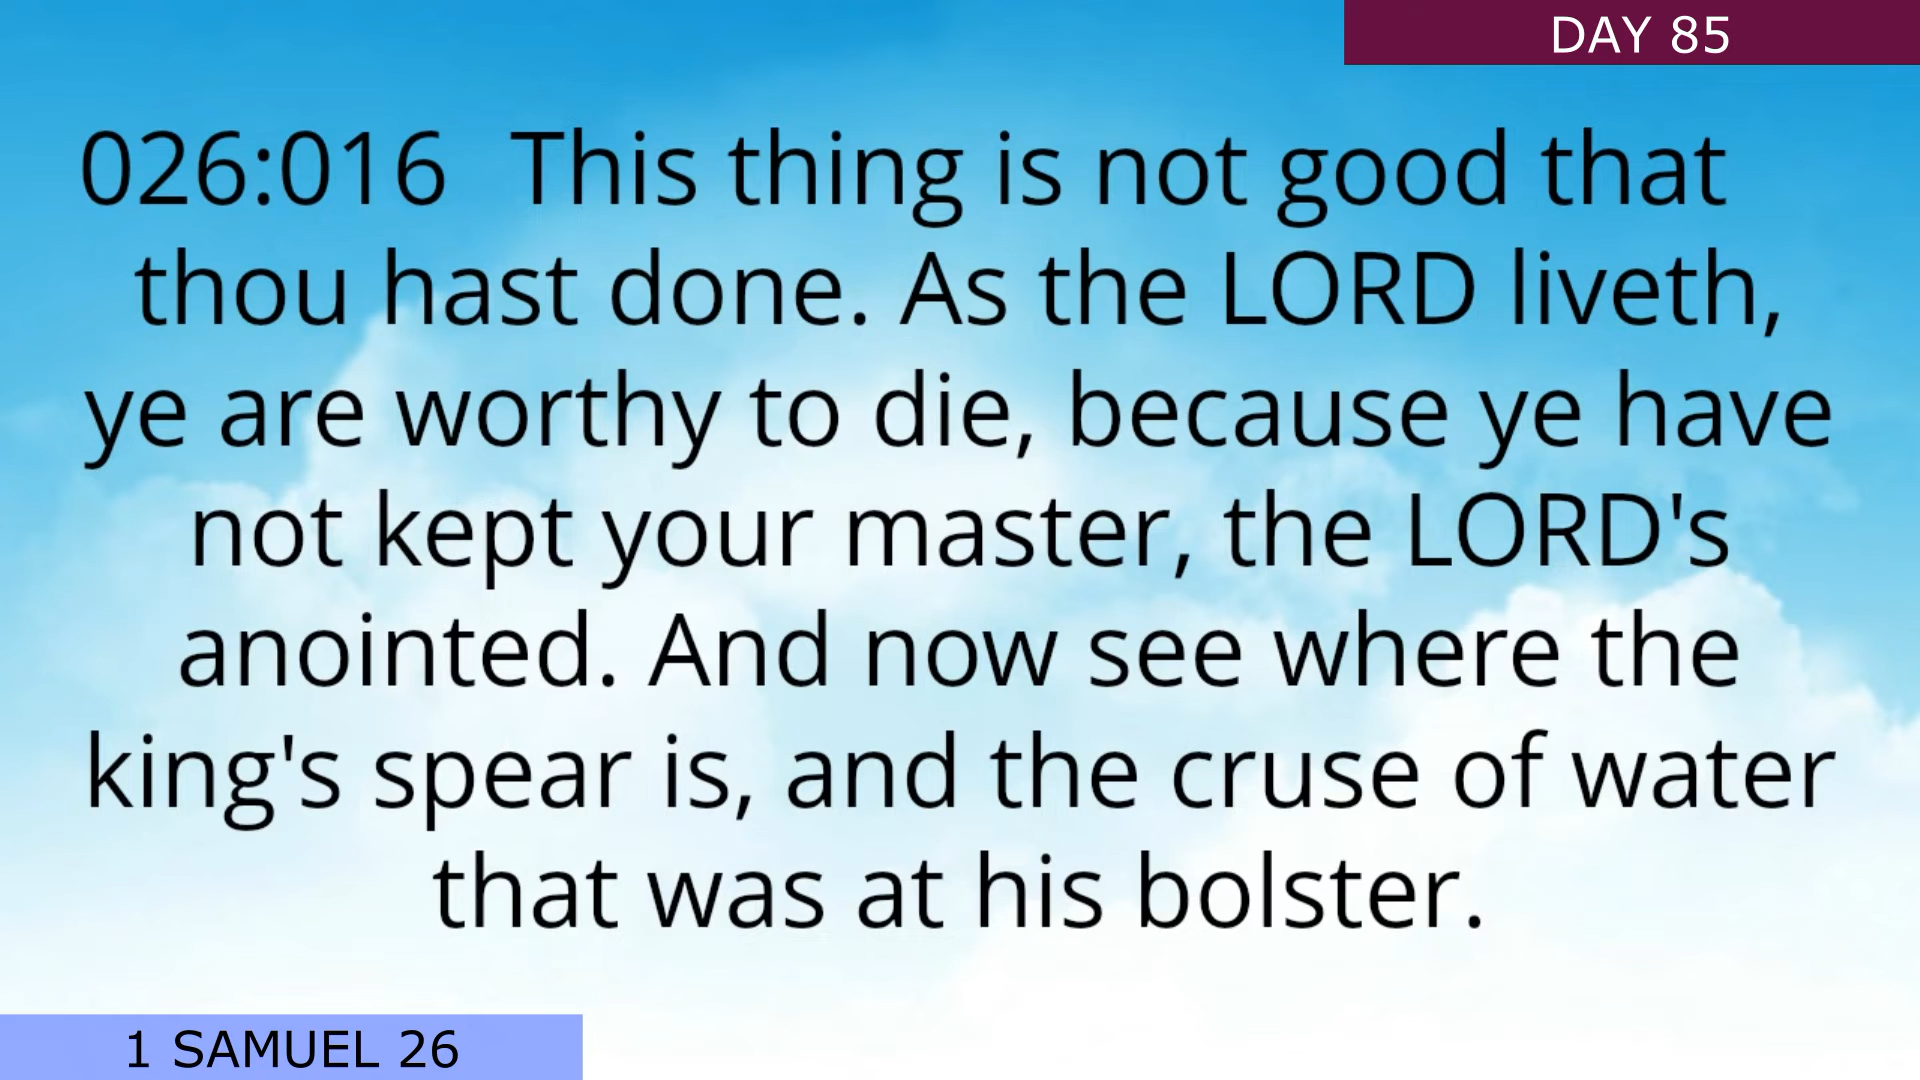 DAY 85
026:016 This thing is not good that
thou hast done. As the LORD liveth,
ye are worthy to die, because ye have
not kept your master, the LORD's
anointed. And now see where the
king's spear is, and the cruse of water
that was at his bolster.
1 SAMUEL 26